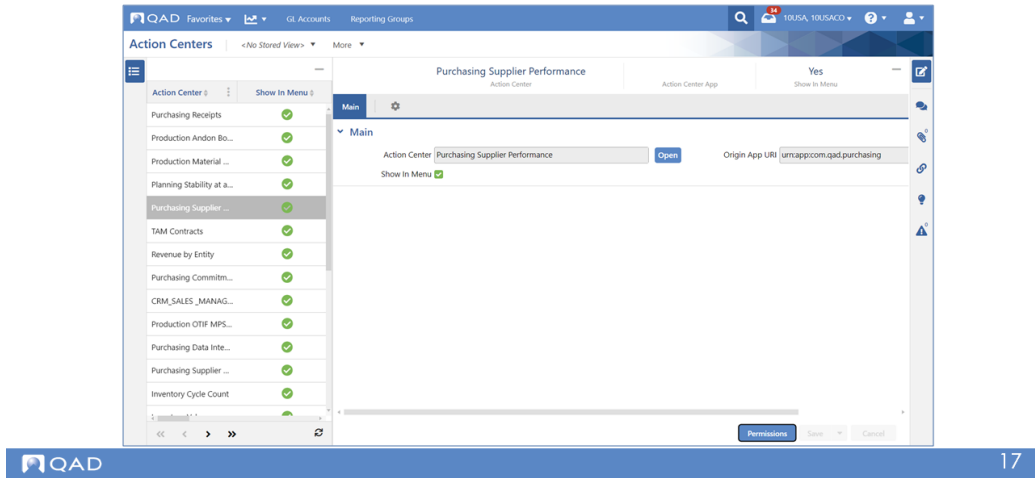 QAD Favorites GL Accounts Reporting Groups 34 10USA, 10USACO
Action Centers <No Stored View> More
Purchasing Supplier Performance Yes
Action Center Action Center App Show In Menu
Action Center Show In Menu
Main
Purchasing Receipts
Production Andon Bo...
Main
Action Center Purchasing Supplier Performance Open Origin App URI urn:app:com.qad.purchasing
Production Material ...
Show In Menu
Planning Stability at a...
Purchasing Supplier ...
TAM Contracts
Revenue by Entity
Purchasing Commitm...
CRM_SALES _MANAG...
Production OTIF MPS...
Purchasing Data Inte...
Purchasing Supplier ...
Inventory Cycle Count
Permissions Save Cancel
QAD 17